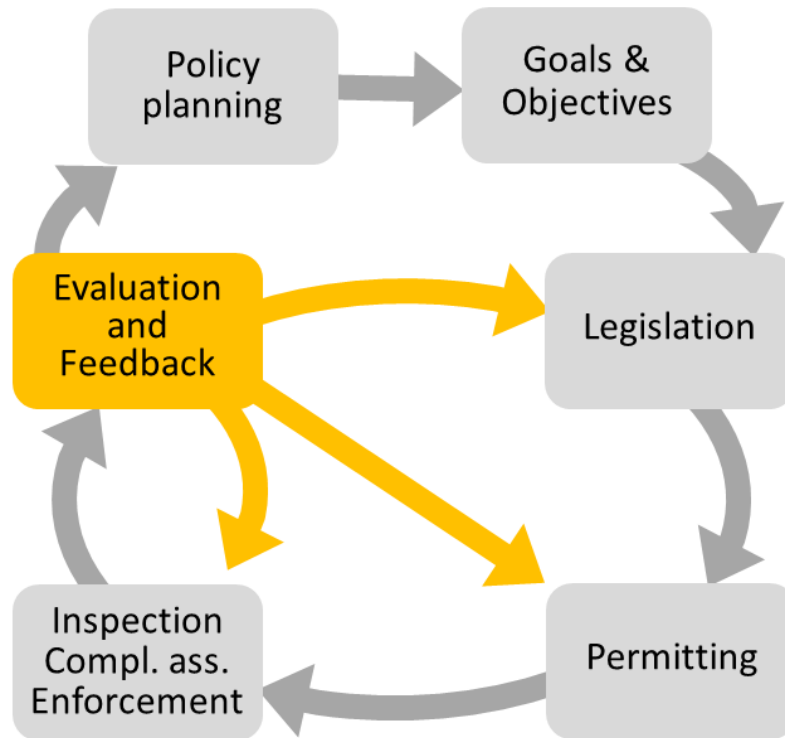 Policy
planning
Goals &
Objectives
Evaluation
and
Feedback
Legislation
Inspection
Compl. ass.
Enforcement
Permitting